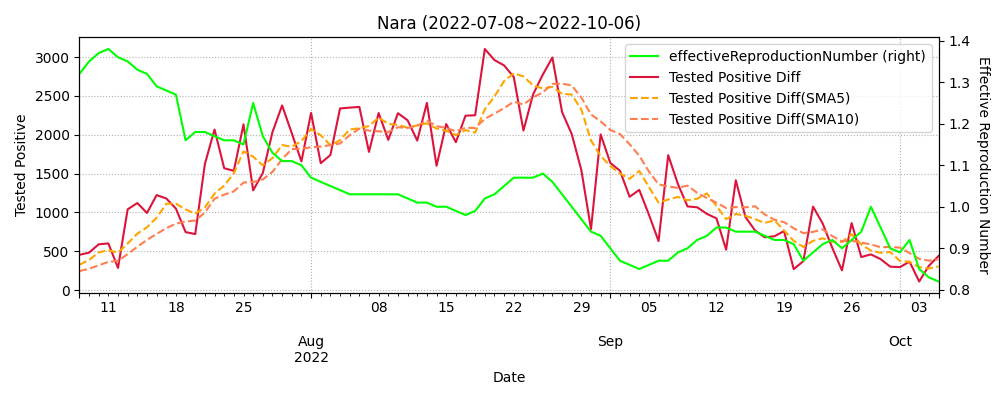 Nara (2022-07-08~2022-10-06)
effectiveReproductionNumber (right)
Tested Positive Diff
Tested Positive Diff(SMA5)
Tested Positive Diff(SMA10)
Tested Positive
3000
2500
2000
1500
1000
500
0
Effective Reproduction Number
1.4
1.3
1.2
1.1
1.0
0.9
0.8
11 18 25 08 15 22 29 05 12 19 26 03
Aug Sep Oct
2022
Date